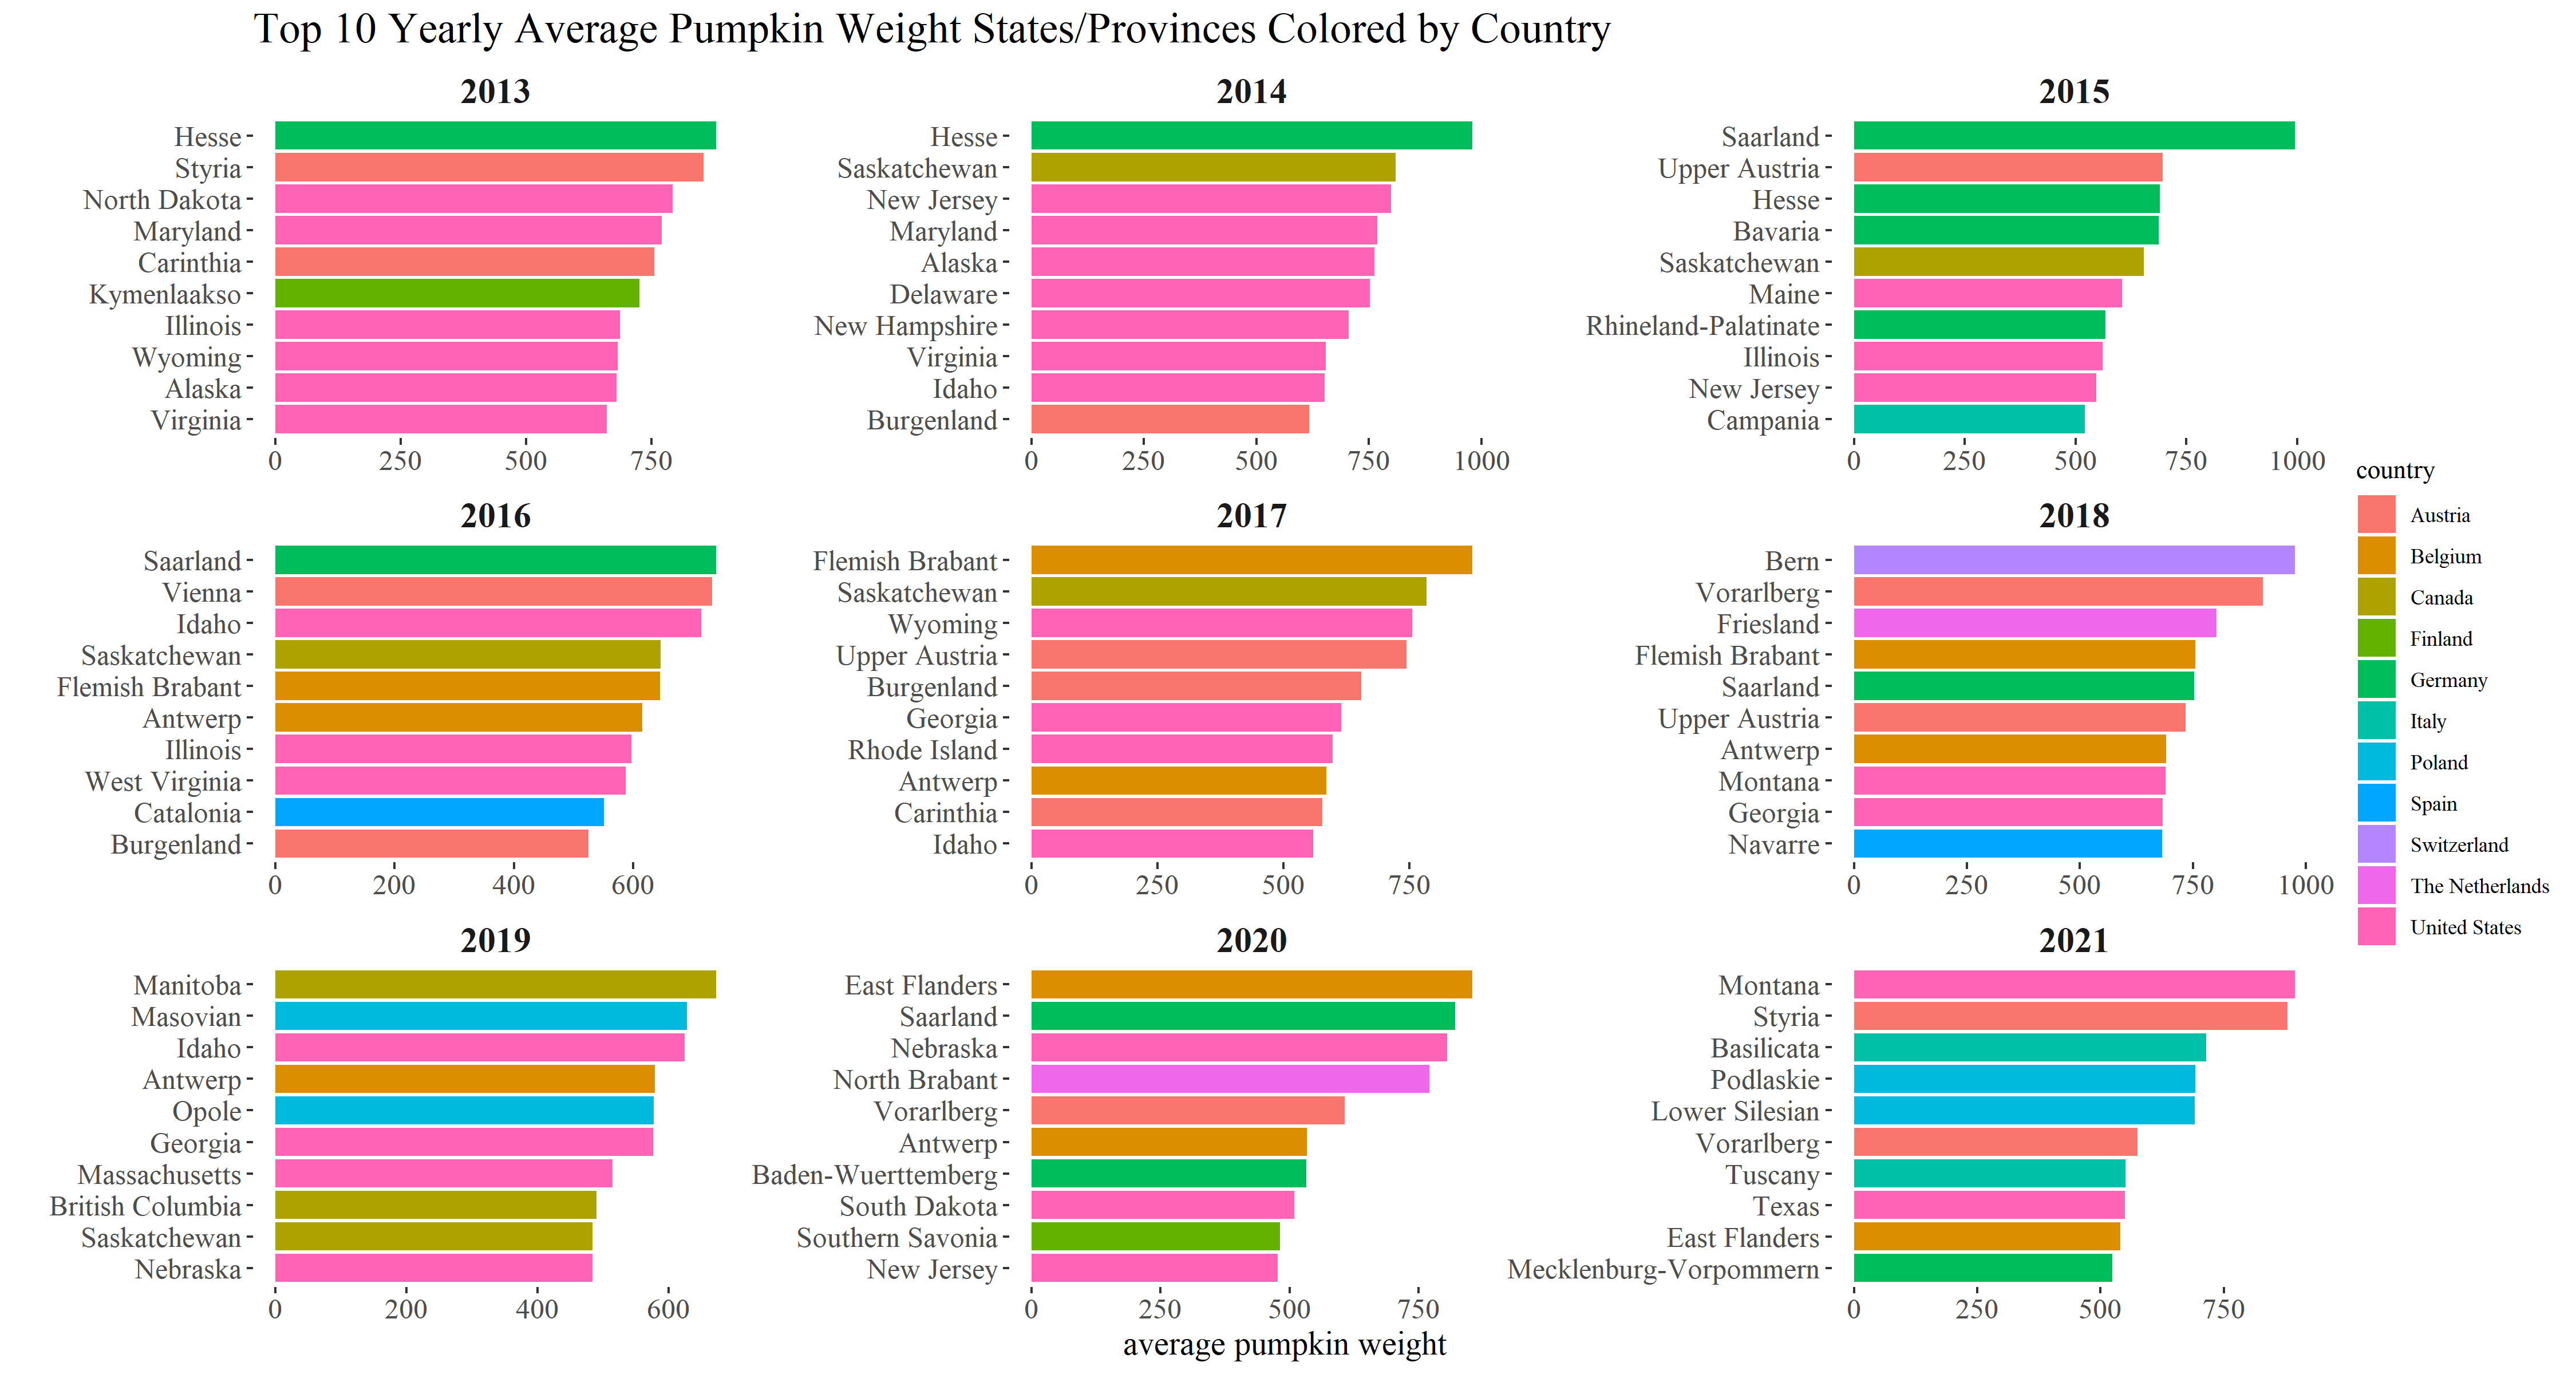 Top 10 Yearly Average Pumpkin Weight States/Provinces Colored by Country
2013
Hesse
Styria
North Dakota
Maryland
Carinthia
Kymenlaakso
Illinois
Wyoming
Alaska
Virginia
0 250 500 750
2014
Hesse
Saskatchewan
New Jersey
Maryland
Alaska
Delaware
New Hampshire
Virginia
Idaho
Burgenland
0 250 500 750 1000
2015
Saarland
Upper Austria
Hesse
Bavaria
Saskatchewan
Maine
Rhineland-Palatinate
Illinois
New Jersey
Campania
0 250 500 750 1000
2016
Saarland
Vienna
Idaho
Saskatchewan
Flemish Brabant
Antwerp
Illinois
West Virginia
Catalonia
Burgenland
0 200 400 600
2017
Flemish Brabant
Saskatchewan
Wyoming
Upper Austria
Burgenland
Georgia
Rhode Island
Antwerp
Carinthia
Idaho
0 250 500 750
2018
Bern
Vorarlberg
Friesland
Flemish Brabant
Saarland
Upper Austria
Antwerp
Montana
Georgia
Navarre
0 250 500 750 1000
2019
Manitoba
Masovian
Idaho
Antwerp
Opole
Georgia
Massachusetts
British Columbia
Saskatchewan
Nebraska
0 200 400 600
2020
East Flanders
Saarland
Nebraska
North Brabant
Vorarlberg
Antwerp
Baden-Wuerttemberg
South Dakota
Southern Savonia
New Jersey
0 250 500 750
2021
Montana
Styria
Basilicata
Podlaskie
Lower Silesian
Vorarlberg
Tuscany
Texas
East Flanders
Mecklenburg-Vorpommern
0 250 500 750
average pumpkin weight
country
Austria
Belgium
Canada
Finland
Germany
Italy
Poland
Spain
Switzerland
The Netherlands
United States